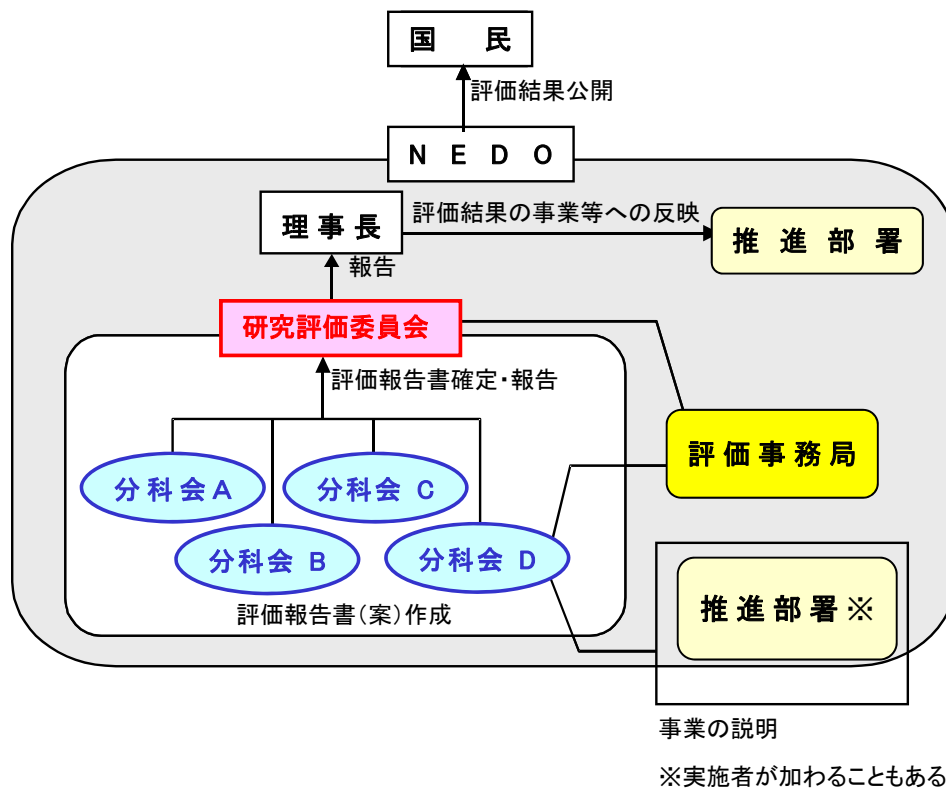 国　民
評価結果公開
ＮＥＤＯ
理事長
評価結果の事業等への反映
推進部署
報告
研究評価委員会
評価報告書確定・報告
評価事務局
分科会A
分科会 C
分科会 B
分科会 D
推進部署※
評価報告書(案)作成
事業の説明
※実施者が加わることもある